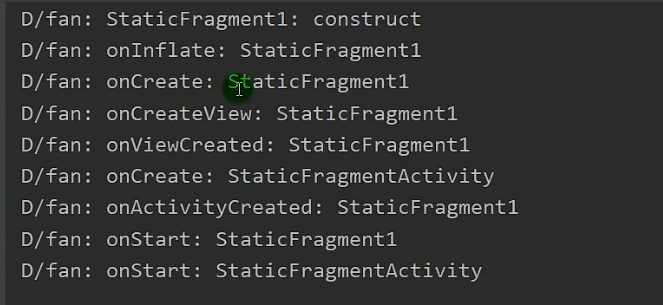 D/fan: StaticFragment1: construct
D/fan: onInflate: StaticFragment1
D/fan: onCreate: StaticFragment1
D/fan: onCreateView: StaticFragment1
D/fan: onViewCreated: StaticFragment1
D/fan: onCreate: StaticFragmentActivity
D/fan: onActivityCreated: StaticFragment1
D/fan: onStart: StaticFragment1
D/fan: onStart: StaticFragmentActivity